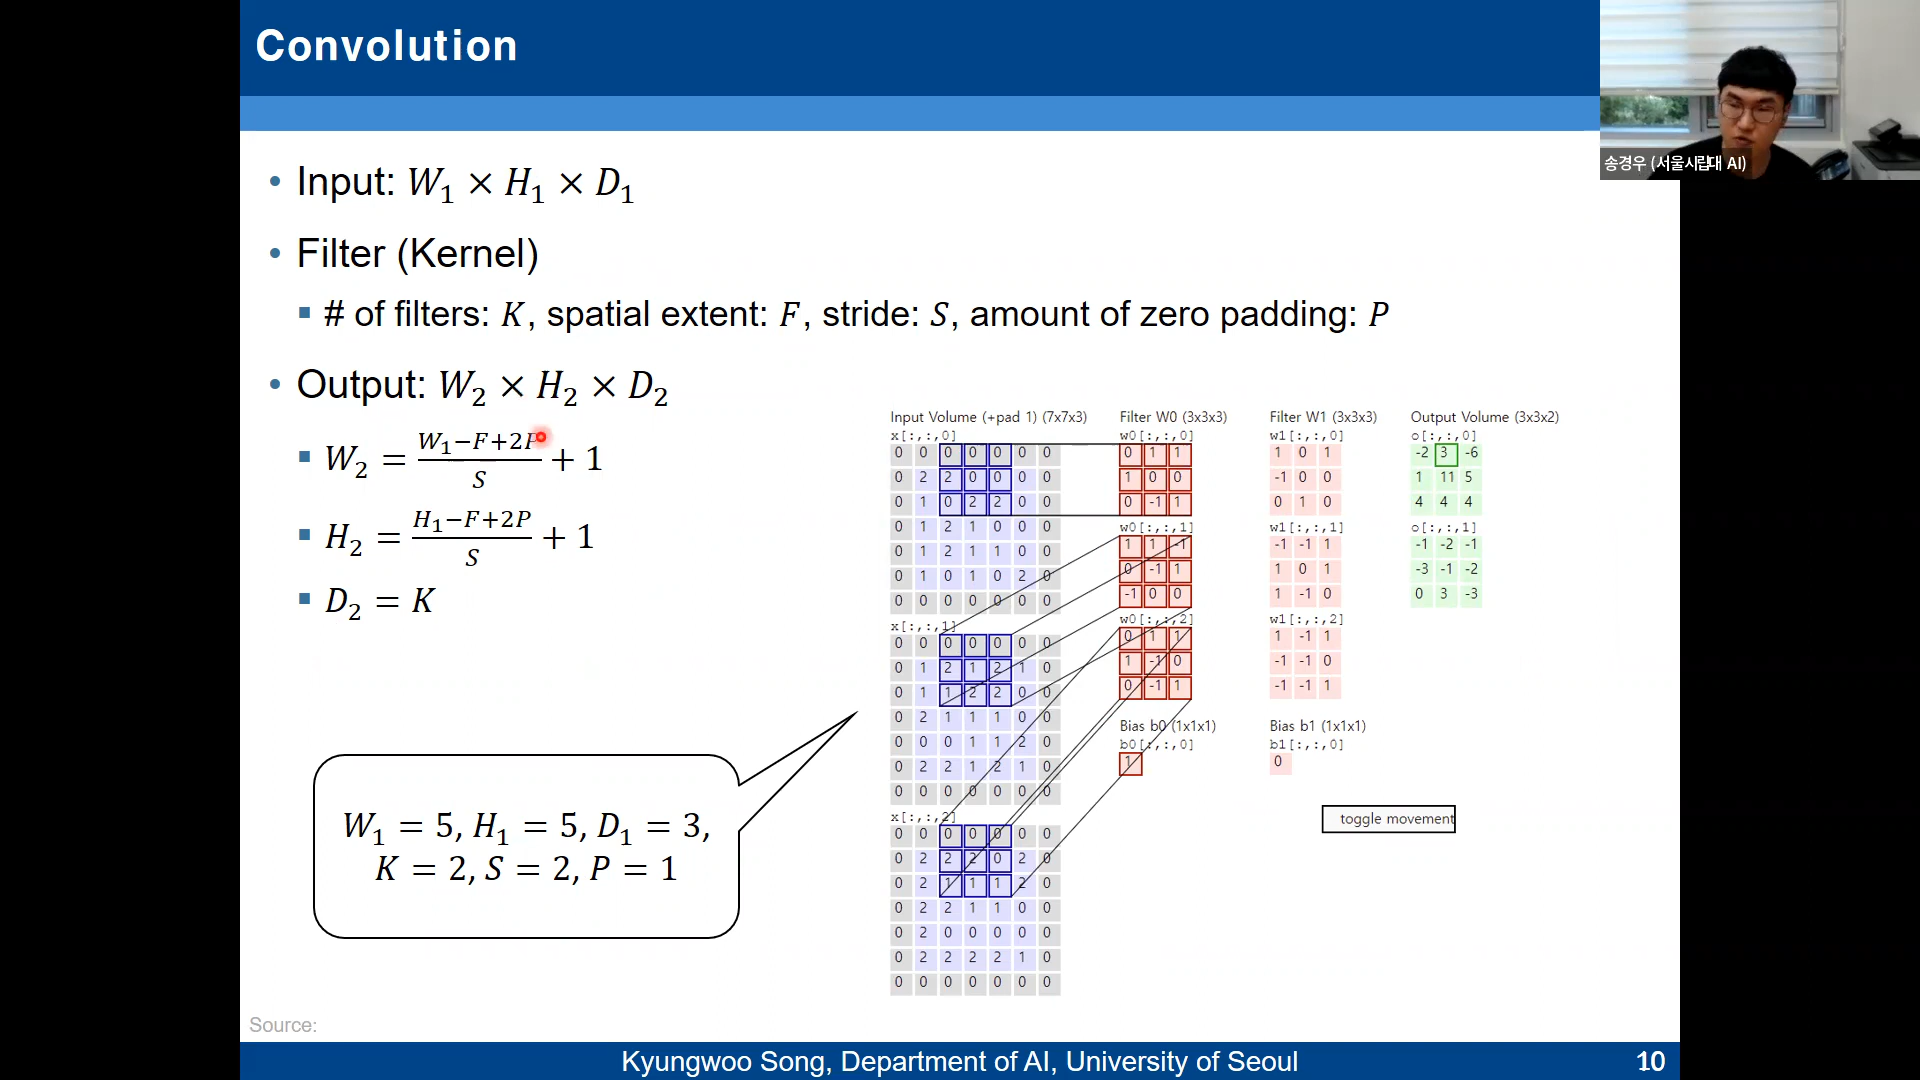 Convolution
송경우 (서울시립대 AI)
• Input: W₁ × H₁ × D₁
• Filter (Kernel)
▪ # of filters: K, spatial extent: F, stride: S, amount of zero padding: P
• Output: W₂ × H₂ × D₂
▪ W₂ = (W₁−F+2P)/S + 1
▪ H₂ = (H₁−F+2P)/S + 1
▪ D₂ = K
W₁ = 5, H₁ = 5, D₁ = 3,
K = 2, S = 2, P = 1
Input Volume (+pad 1) (7x7x3)
x[:,:,0]
0 0 0 0 0 0 0
0 2 2 0 0 0 0
0 1 0 2 2 0 0
0 1 2 1 0 0 0
0 1 2 1 1 0 0
0 1 0 1 0 2 0
0 0 0 0 0 0 0
x[:,:,1]
0 0 0 0 0 0 0
0 1 2 1 2 1 0
0 1 1 2 2 0 0
0 2 1 1 1 0 0
0 0 0 1 1 2 0
0 2 2 1 2 1 0
0 0 0 0 0 0 0
x[:,:,2]
0 0 0 0 0 0 0
0 2 2 2 0 2 0
0 2 1 1 1 2 0
0 2 2 1 1 0 0
0 2 0 0 0 0 0
0 2 2 2 2 1 0
0 0 0 0 0 0 0
Filter W0 (3x3x3)
w0[:,:,0]
0 1 1
1 0 0
0 -1 1
w0[:,:,1]
1 1 -1
0 -1 1
-1 0 0
w0[:,:,2]
0 1 1
1 -1 0
0 -1 1
Bias b0 (1x1x1)
b0[:,:,0]
1
Filter W1 (3x3x3)
w1[:,:,0]
1 0 1
-1 0 0
0 1 0
w1[:,:,1]
-1 -1 1
1 0 1
1 -1 0
w1[:,:,2]
1 -1 1
-1 -1 0
-1 -1 1
Bias b1 (1x1x1)
b1[:,:,0]
0
Output Volume (3x3x2)
o[:,:,0]
-2 3 -6
1 11 5
4 4 4
o[:,:,1]
-1 -2 -1
-3 -1 -2
0 3 -3
toggle movement
Source:
Kyungwoo Song, Department of AI, University of Seoul
10